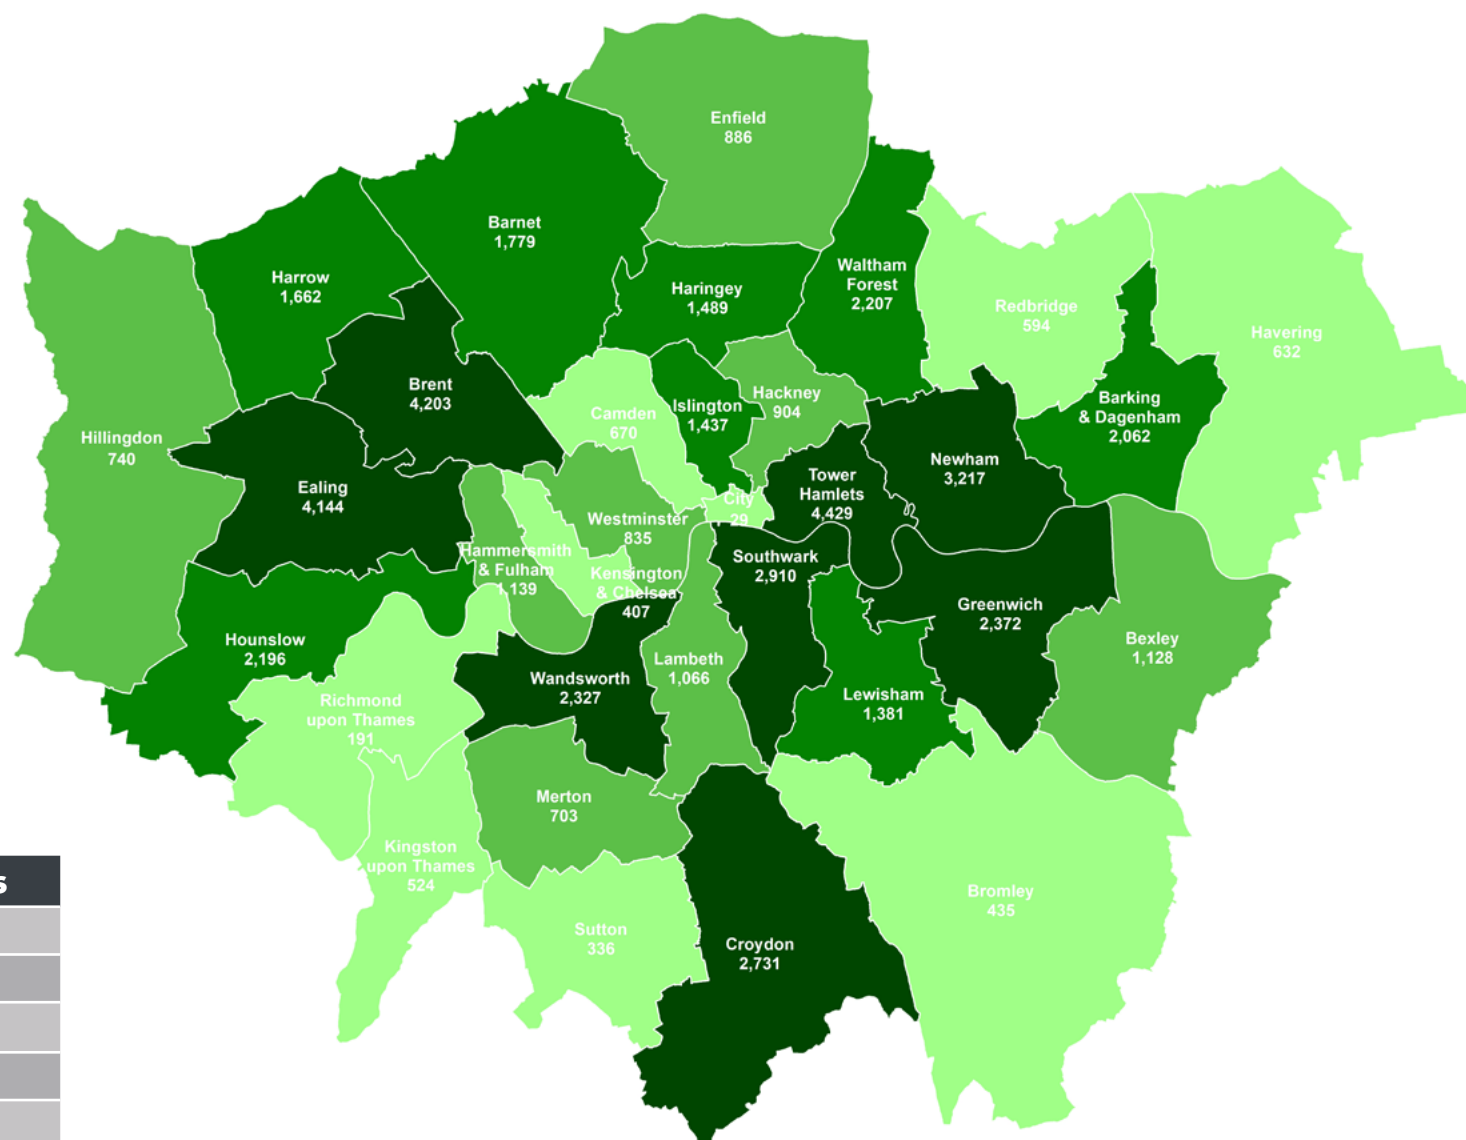 Enfield
886
Barnet
1,779
Harrow
1,662
Haringey
1,489
Waltham
Forest
2,207
Redbridge
594
Havering
632
Brent
4,203
Camden
670
Islington
1,437
Hackney
904
Barking
& Dagenham
2,062
Hillingdon
740
Ealing
4,144
Newham
3,217
Tower
Hamlets
4,429
City
29
Westminster
835
Hammersmith
& Fulham
1,139
Kensington
& Chelsea
407
Southwark
2,910
Greenwich
2,372
Bexley
1,128
Hounslow
2,196
Richmond
upon Thames
191
Wandsworth
2,327
Lambeth
1,066
Lewisham
1,381
Merton
703
Kingston
upon Thames
524
Sutton
336
Croydon
2,731
Bromley
435
s